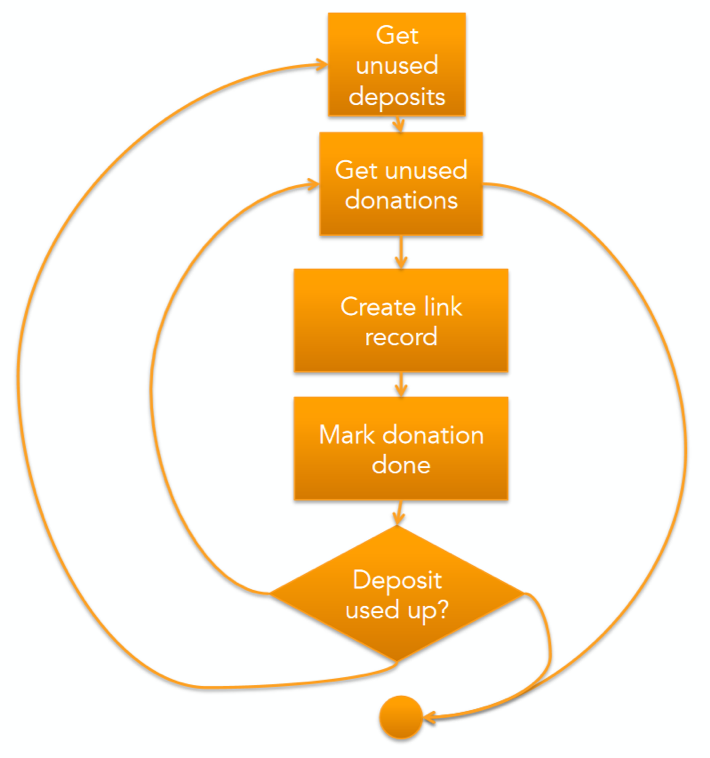 Get
unused
deposits
Get unused
donations
Create link
record
Mark donation
done
Deposit
used up?